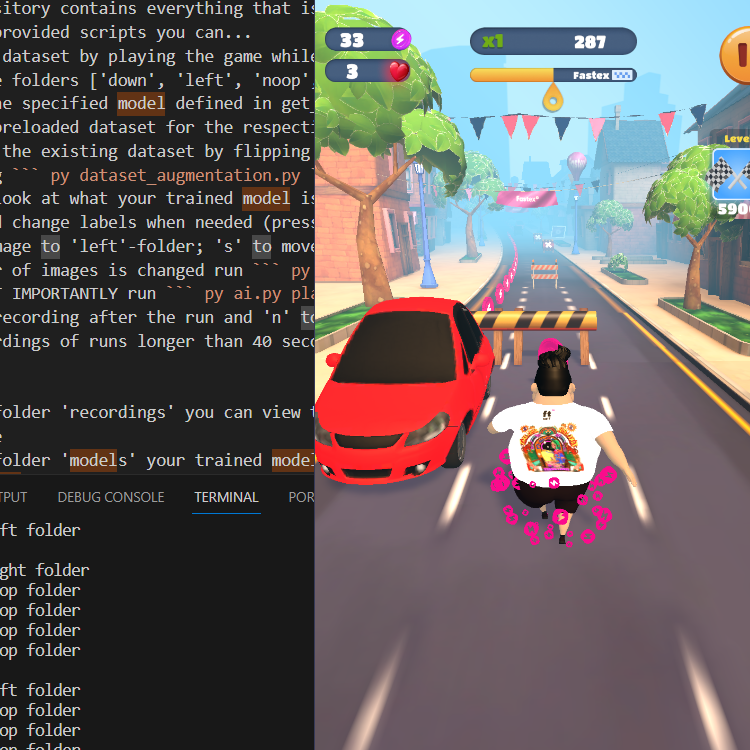 sitory contains everything that is
provided scripts you can...
dataset by playing the game while
e folders ['down', 'left', 'noop'
he specified model defined in get_
preloaded dataset for the respecti
the existing dataset by flipping
g ``` py dataset_augmentation.py
look at what your trained model is
d change labels when needed (press
mage to 'left'-folder; 's' to move
r of images is changed run ``` py
T IMPORTANTLY run ``` py ai.py pla
recording after the run and 'n' to
rdings of runs longer than 40 seco
folder 'recordings' you can view t
e
folder 'models' your trained model
TPUT DEBUG CONSOLE TERMINAL POR
ft folder
ght folder
op folder
op folder
op folder
op folder
ft folder
op folder
op folder
op folder
33
x1 287
3
Fastex
Leve
590
Fastex